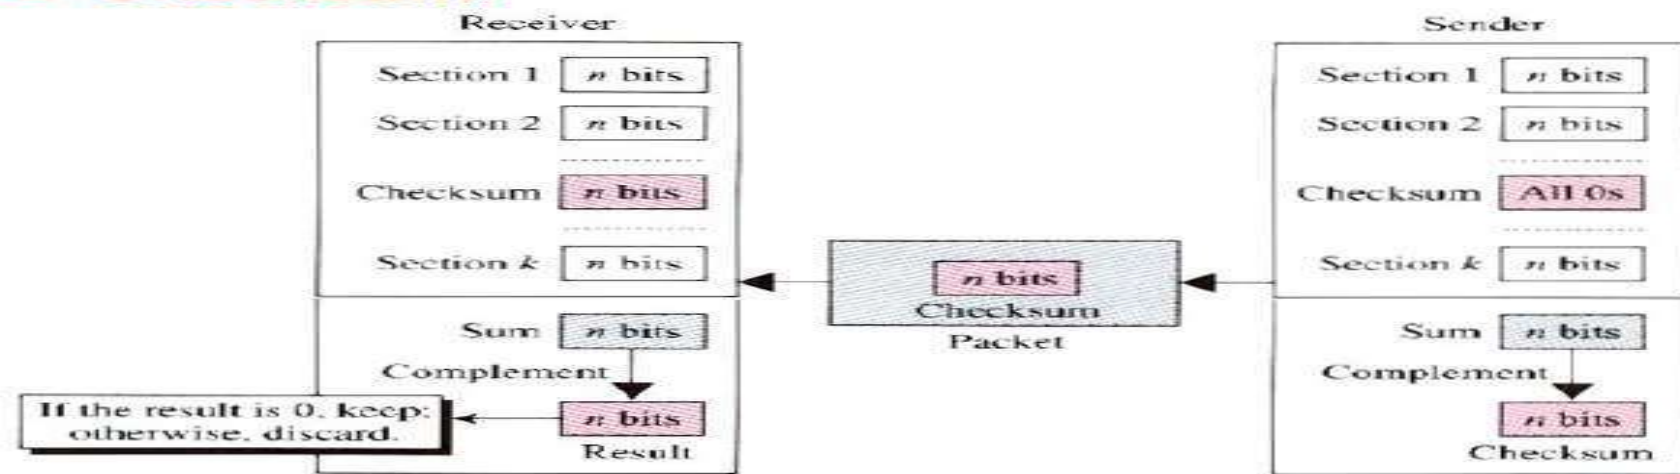 Receiver
Section 1 n bits
Section 2 n bits
Checksum n bits
Section k n bits
Sum n bits
Complement
n bits
Result
If the result is 0, keep;
otherwise, discard.
n bits
Checksum
Packet
Sender
Section 1 n bits
Section 2 n bits
Checksum All 0s
Section k n bits
Sum n bits
Complement
n bits
Checksum